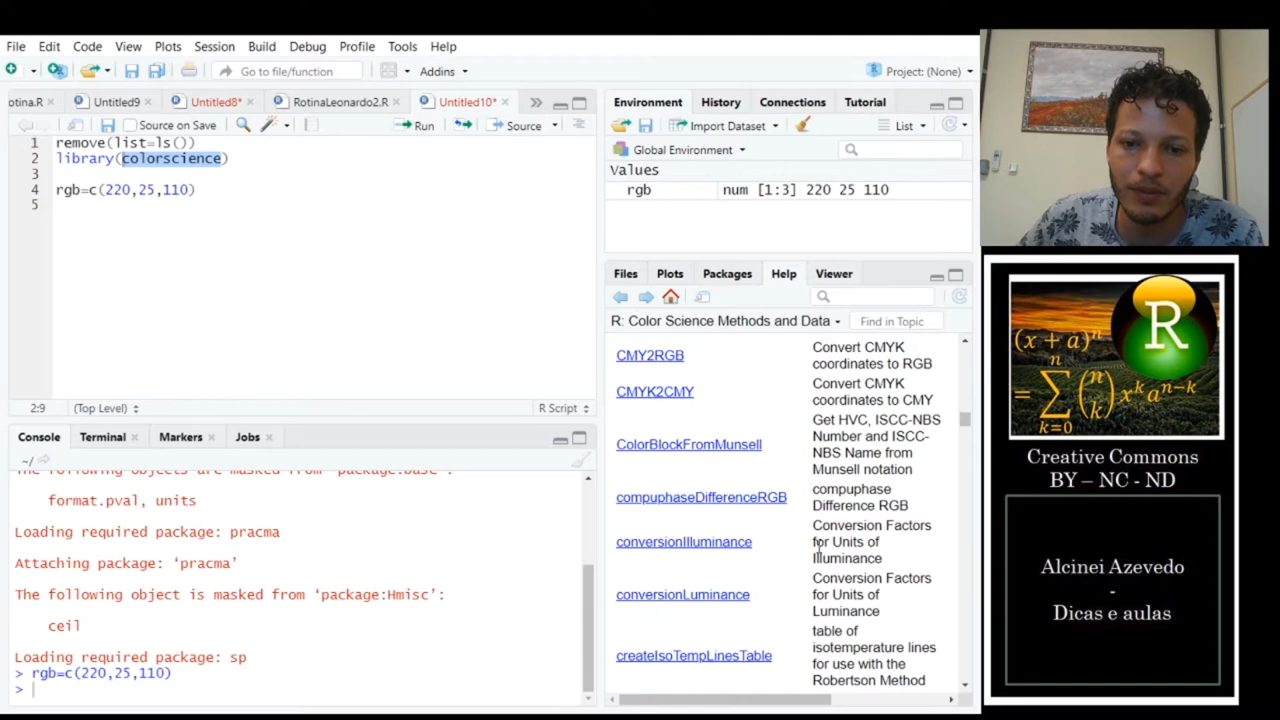 File Edit Code View Plots Session Build Debug Profile Tools Help
Go to file/function Addins Project: (None)
otina.R Untitled9 Untitled8* RotinaLeonardo2.R Untitled10*
Source on Save Run Source
1 remove(list=ls())
2 library(colorscience)
3
4 rgb=c(220,25,110)
5
2:9 (Top Level) R Script
Console Terminal Markers Jobs
~/
The following objects are masked from ‘package:base’:
format.pval, units
Loading required package: pracma
Attaching package: ‘pracma’
The following object is masked from ‘package:Hmisc’:
ceil
Loading required package: sp
> rgb=c(220,25,110)
>
Environment History Connections Tutorial
Import Dataset List
Global Environment
Values
rgb num [1:3] 220 25 110
Files Plots Packages Help Viewer
R: Color Science Methods and Data Find in Topic
CMY2RGB Convert CMYK
coordinates to RGB
CMYK2CMY Convert CMYK
coordinates to CMY
ColorBlockFromMunsell Get HVC, ISCC-NBS
Number and ISCC-
NBS Name from
Munsell notation
compuphaseDifferenceRGB compuphase
Difference RGB
conversionIlluminance Conversion Factors
for Units of
Illuminance
conversionLuminance Conversion Factors
for Units of
Luminance
createIsoTempLinesTable table of
isotemperature lines
for use with the
Robertson Method
R
(x + a)^n
= ∑ n k=0 (n k) x^k a^{n-k}
Creative Commons
BY – NC - ND
Alcinei Azevedo
-
Dicas e aulas